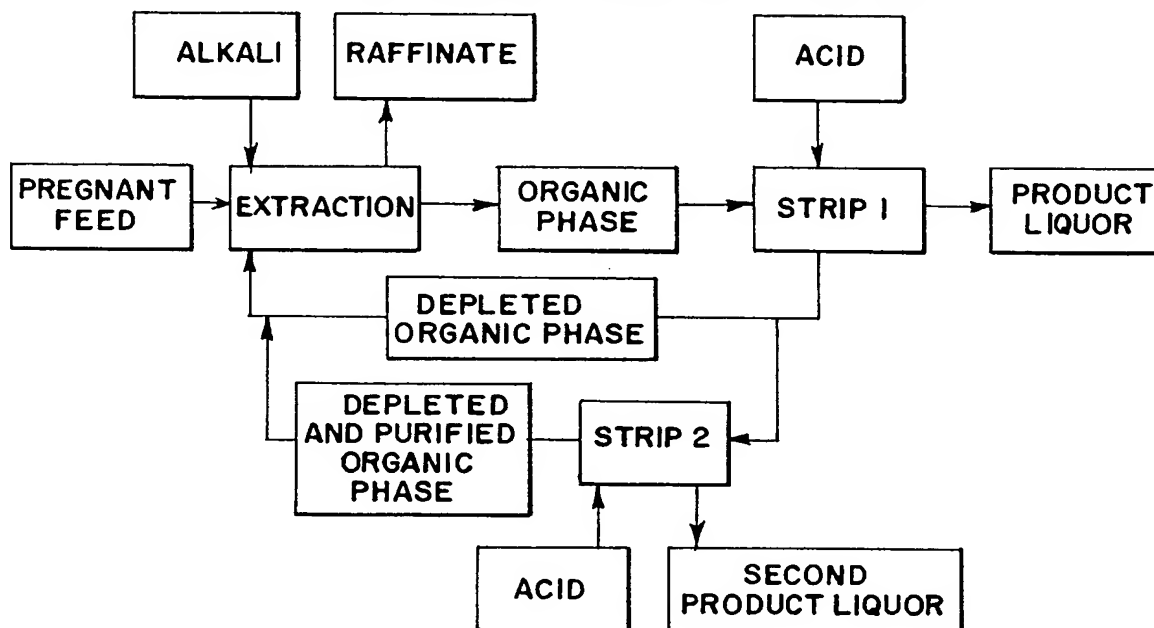 ALKALI
RAFFINATE
ACID
PREGNANT
FEED
EXTRACTION
ORGANIC
PHASE
STRIP 1
PRODUCT
LIQUOR
DEPLETED
ORGANIC PHASE
DEPLETED
AND PURIFIED
ORGANIC
PHASE
STRIP 2
ACID
SECOND
PRODUCT LIQUOR